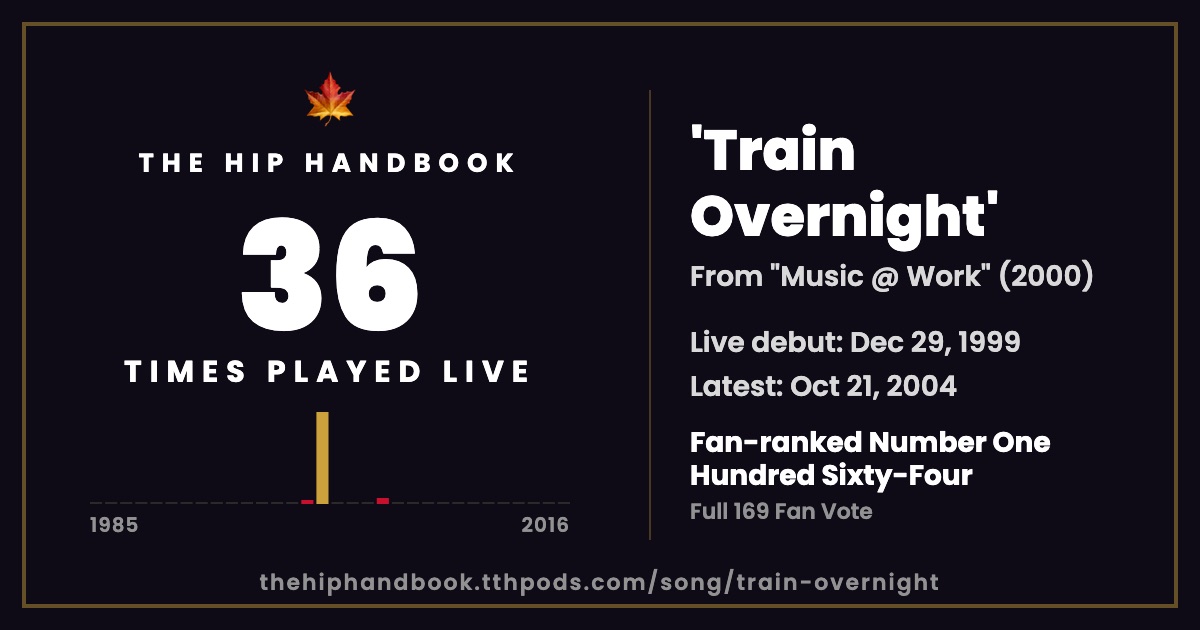 THE HIP HANDBOOK
36
TIMES PLAYED LIVE
1985
2016
'Train
Overnight'
From "Music @ Work" (2000)
Live debut: Dec 29, 1999
Latest: Oct 21, 2004
Fan-ranked Number One
Hundred Sixty-Four
Full 169 Fan Vote
thehiphandbook.tthpods.com/song/train-overnight